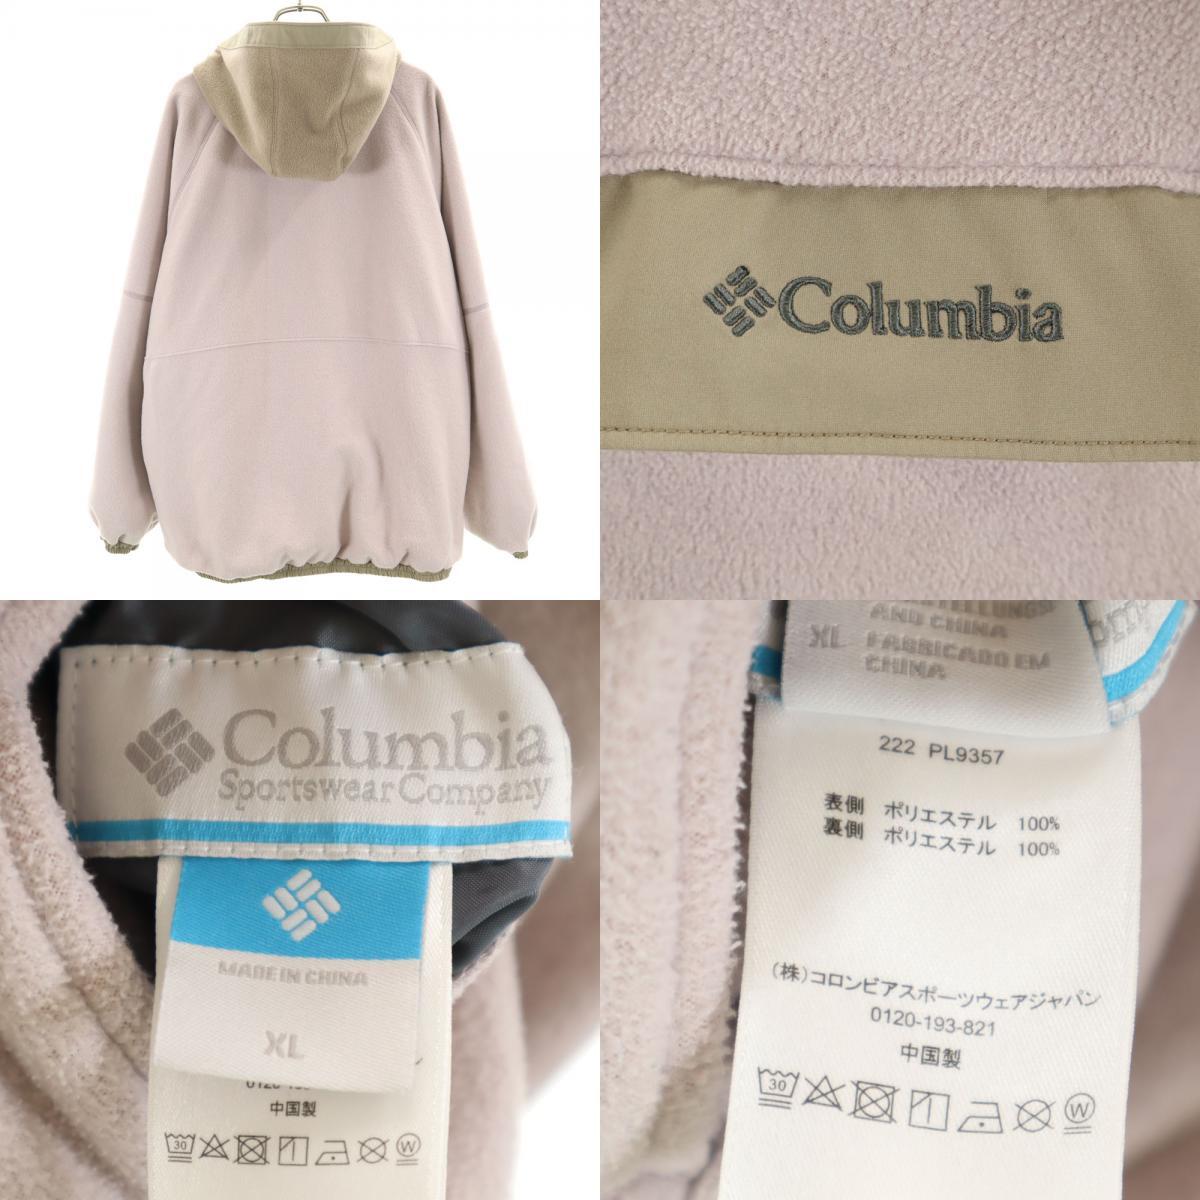 Columbia
Columbia
Sportswear Company
MADE IN CHINA
XL
中国製
30
W
AND CHINA
XL FABRICADO EM
CHINA
222 PL9357
表側 ポリエステル 100%
裏側 ポリエステル 100%
(株)コロンビアスポーツウェアジャパン
0120-193-821
中国製
30
W